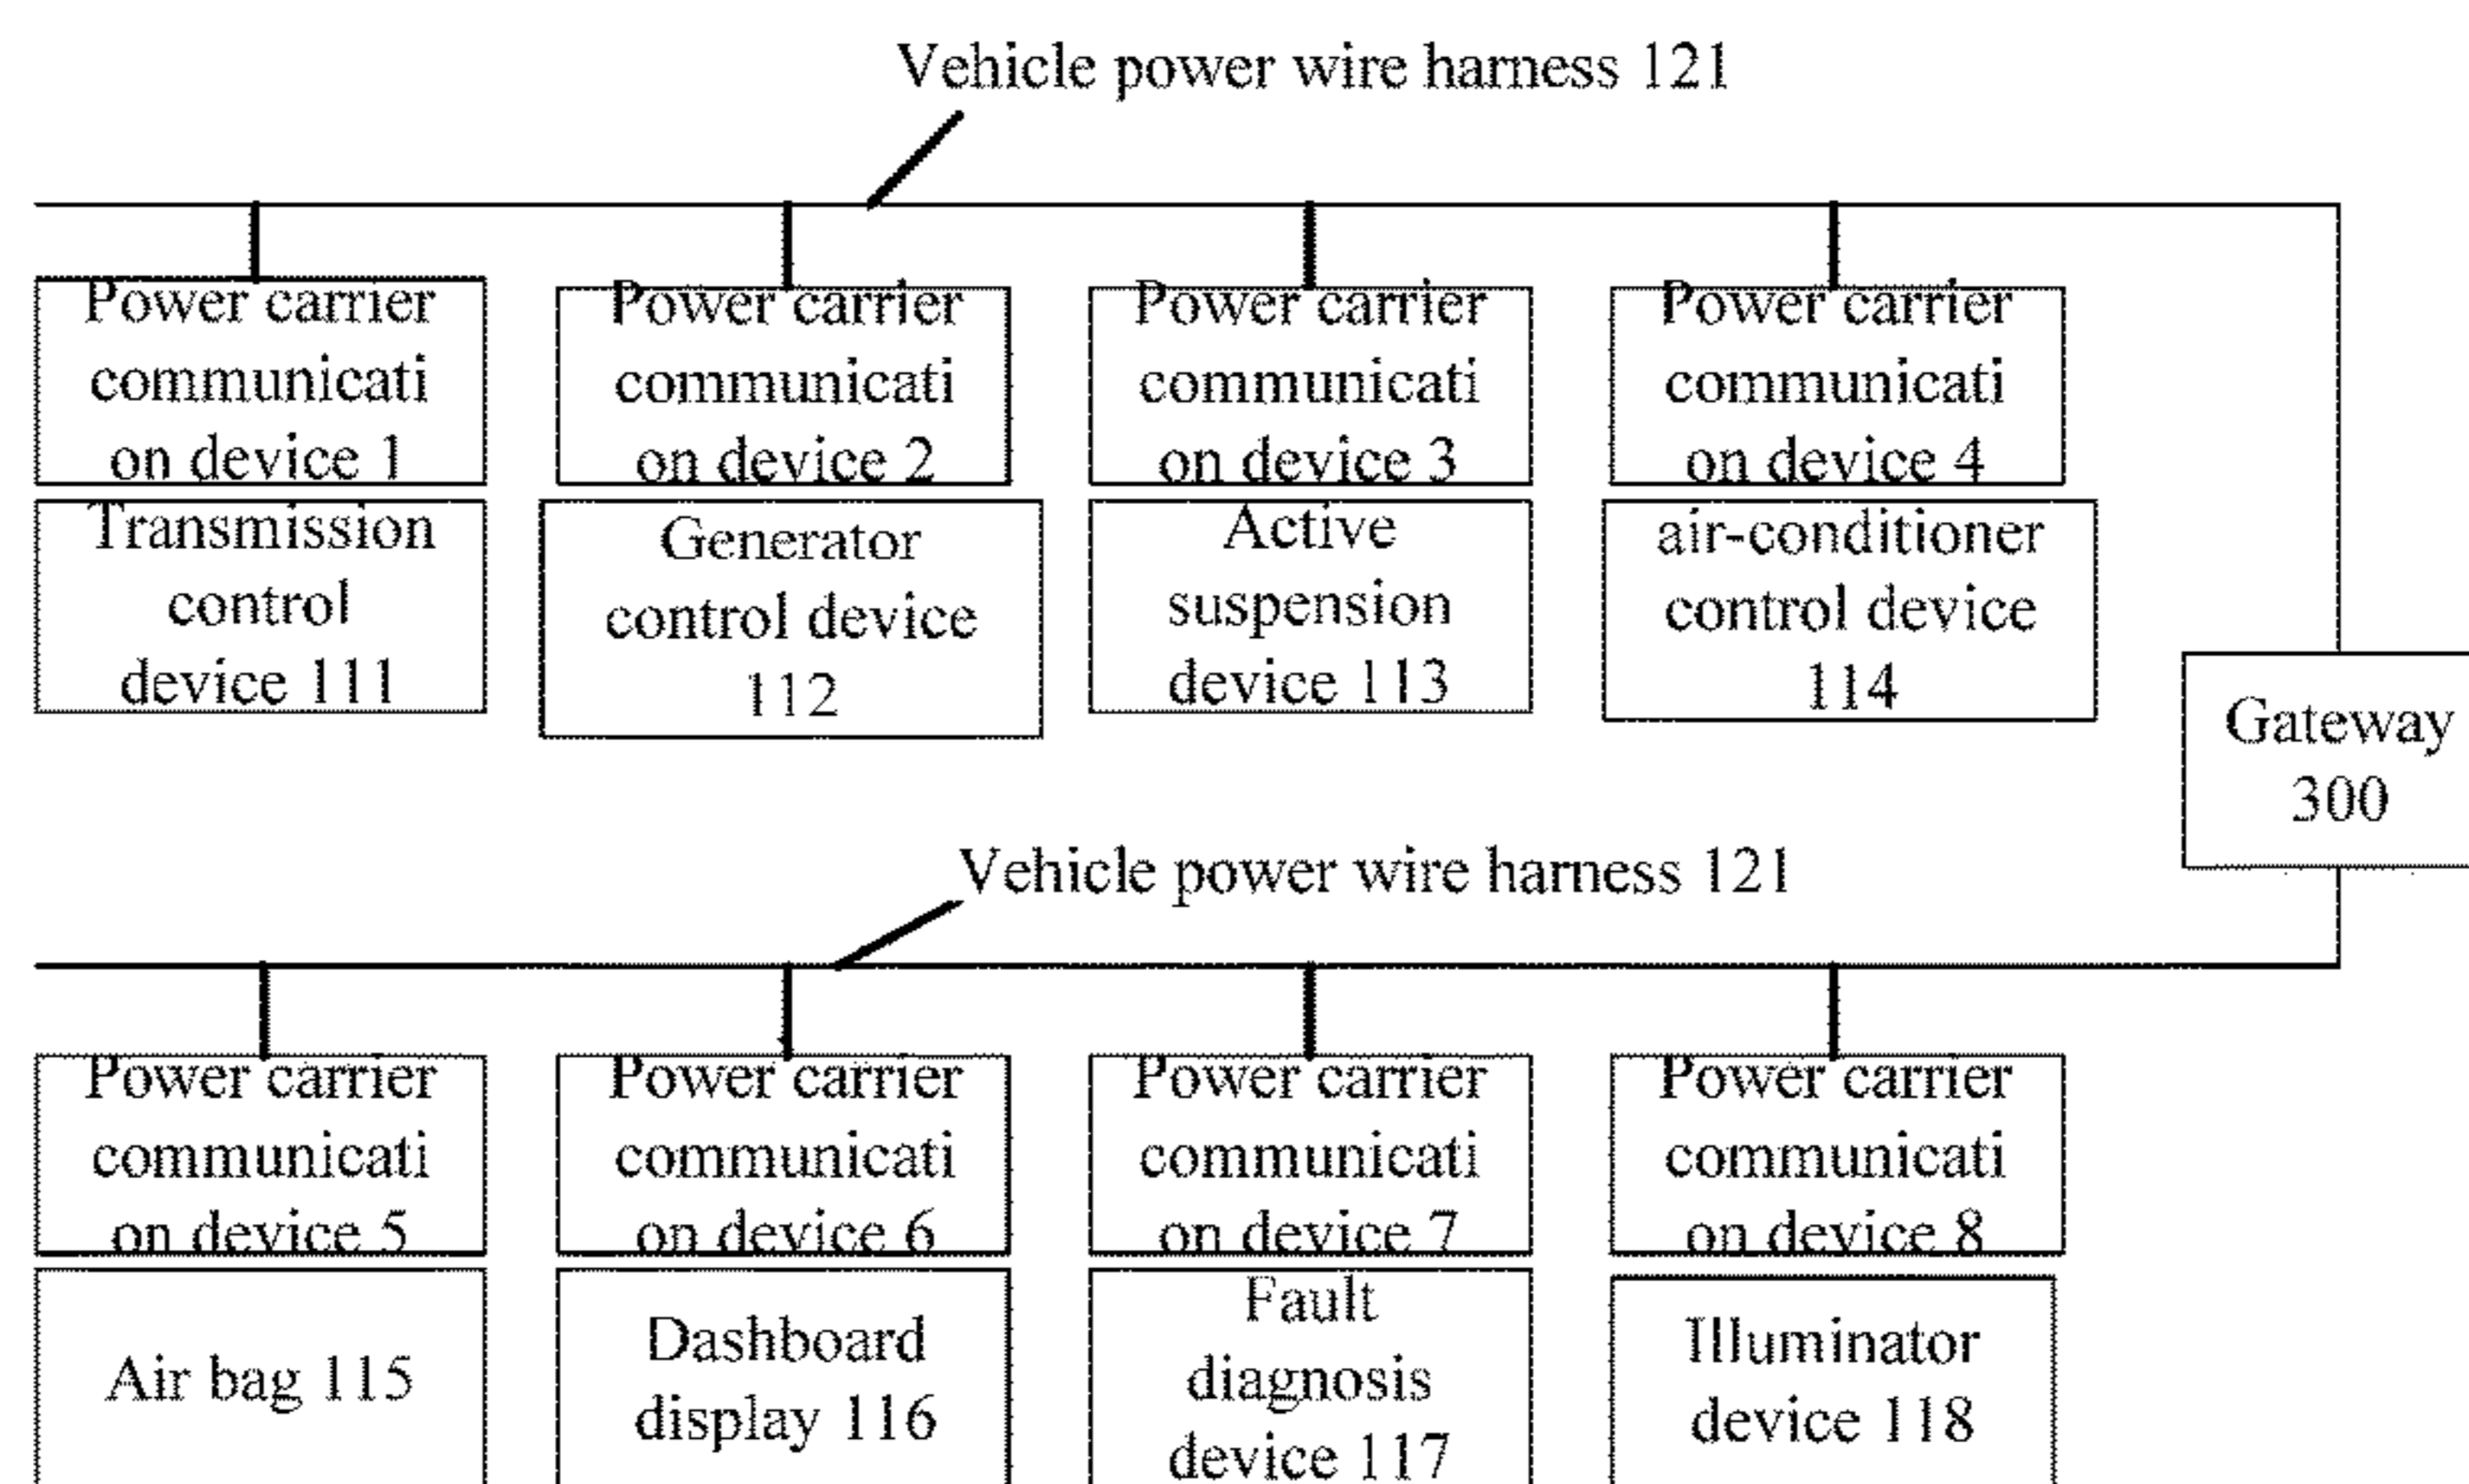 Vehicle power wire harness 121
Power carrier
communicati
on device 1
Power carrier
communicati
on device 2
Power carrier
communicati
on device 3
Power carrier
communicati
on device 4
Transmission
control
device 111
Generator
control device
112
Active
suspension
device 113
air-conditioner
control device
114
Gateway
300
Vehicle power wire harness 121
Power carrier
communicati
on device 5
Power carrier
communicati
on device 6
Power carrier
communicati
on device 7
Power carrier
communicati
on device 8
Air bag 115
Dashboard
display 116
Fault
diagnosis
device 117
Illuminator
device 118